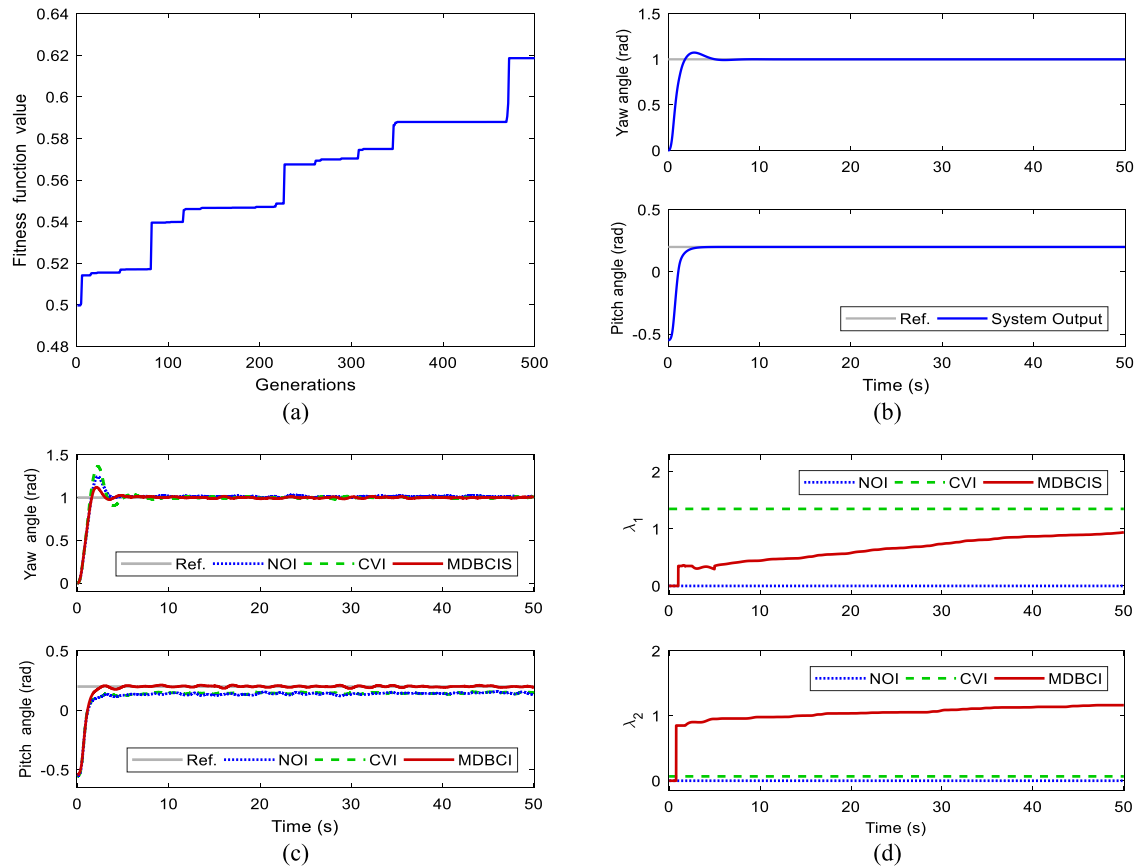 0.64
0.62
0.6
0.58
0.56
0.54
0.52
0.5
0.48
Fitness function value
0 100 200 300 400 500
Generations
(a)
1.5
1
0.5
0
Yaw angle (rad)
0 10 20 30 40 50
0.5
0
-0.5
Pitch angle (rad)
Ref. System Output
0 10 20 30 40 50
Time (s)
(b)
1.5
1
0.5
0
Yaw angle (rad)
Ref. NOI CVI MDBCIS
0 10 20 30 40 50
0.5
0
-0.5
Pitch angle (rad)
Ref. NOI CVI MDBCI
0 10 20 30 40 50
Time (s)
(c)
2
1
0
λ1
NOI CVI MDBCIS
0 10 20 30 40 50
2
1
0
λ2
NOI CVI MDBCI
0 10 20 30 40 50
Time (s)
(d)